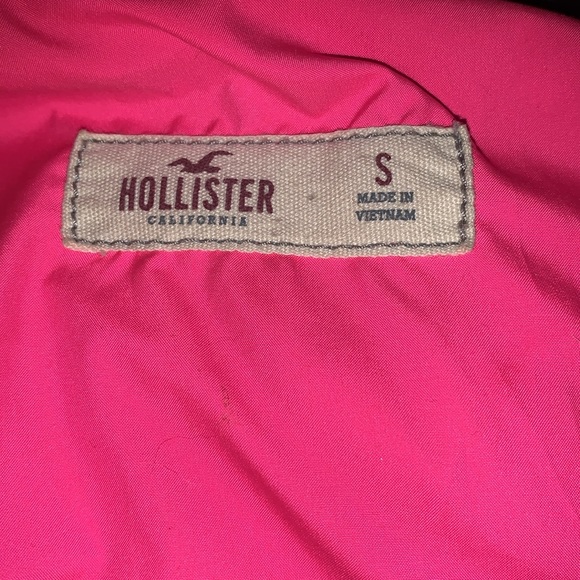 HOLLISTER
CALIFORNIA
S
MADE IN
VIETNAM